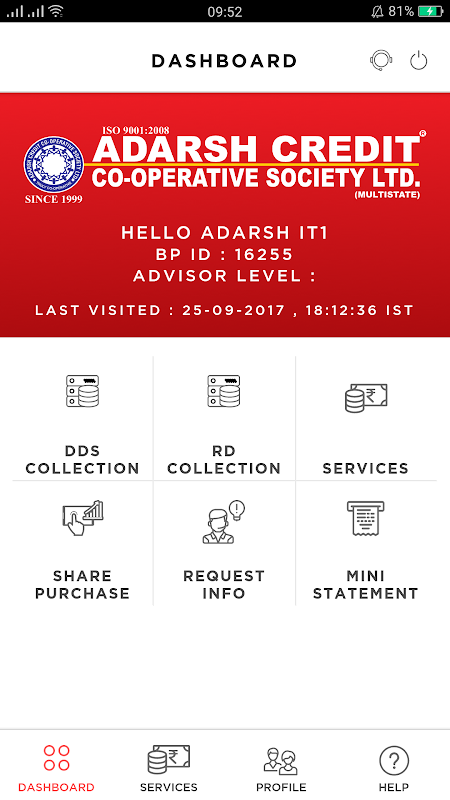 09:52
81%
DASHBOARD
ISO 9001:2008
ADARSH CREDIT®
CO-OPERATIVE SOCIETY LTD.
(MULTISTATE)
SINCE 1999
HELLO ADARSH IT1
BP ID : 16255
ADVISOR LEVEL :
LAST VISITED : 25-09-2017 , 18:12:36 IST
DDS
COLLECTION
RD
COLLECTION
SERVICES
SHARE
PURCHASE
REQUEST
INFO
MINI
STATEMENT
DASHBOARD
SERVICES
PROFILE
HELP